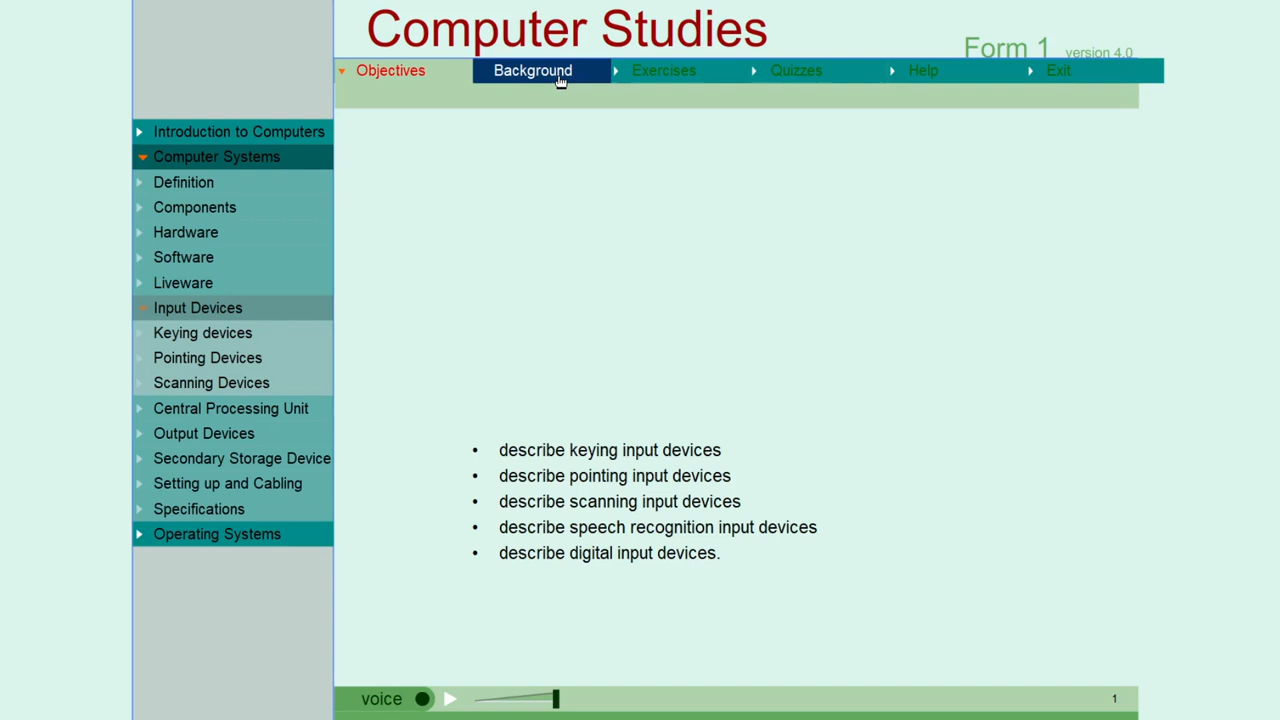 Computer Studies
Form 1 version 4.0
Objectives Background Exercises Quizzes Help Exit
Introduction to Computers
Computer Systems
Definition
Components
Hardware
Software
Liveware
Input Devices
Keying devices
Pointing Devices
Scanning Devices
Central Processing Unit
Output Devices
Secondary Storage Device
Setting up and Cabling
Specifications
Operating Systems
• describe keying input devices
• describe pointing input devices
• describe scanning input devices
• describe speech recognition input devices
• describe digital input devices.
voice
1